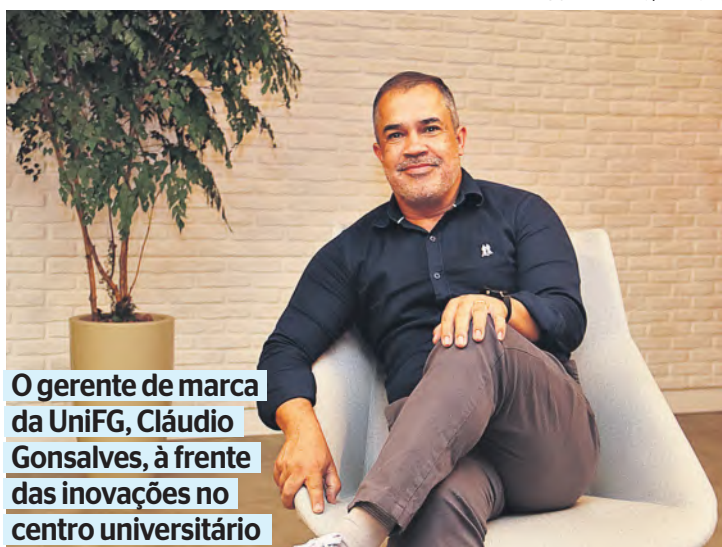 O gerente de marca
da UniFG, Cláudio
Gonsalves, à frente
das inovações no
centro universitário